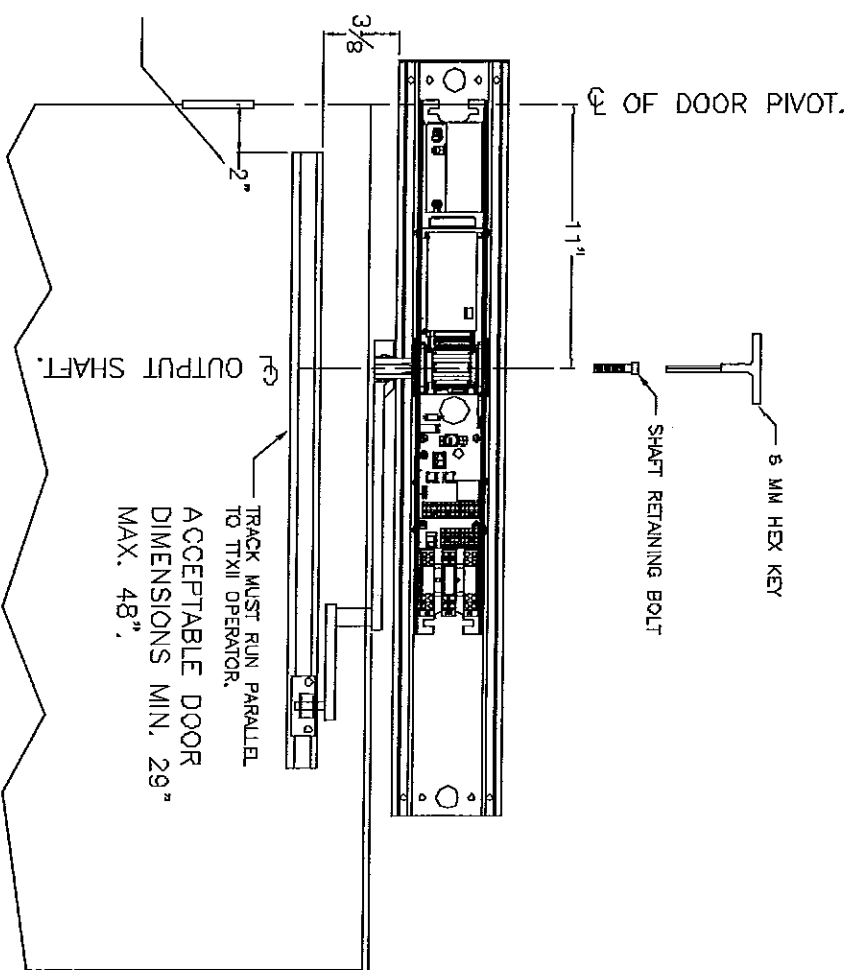 ℄ OF DOOR PIVOT.
3/8
2"
11"
5 MM HEX KEY
SHAFT RETAINING BOLT
℄ OUTPUT SHAFT.
TRACK MUST RUN PARALLEL
TO TTXII OPERATOR.
ACCEPTABLE DOOR
DIMENSIONS MIN. 29"
MAX. 48".